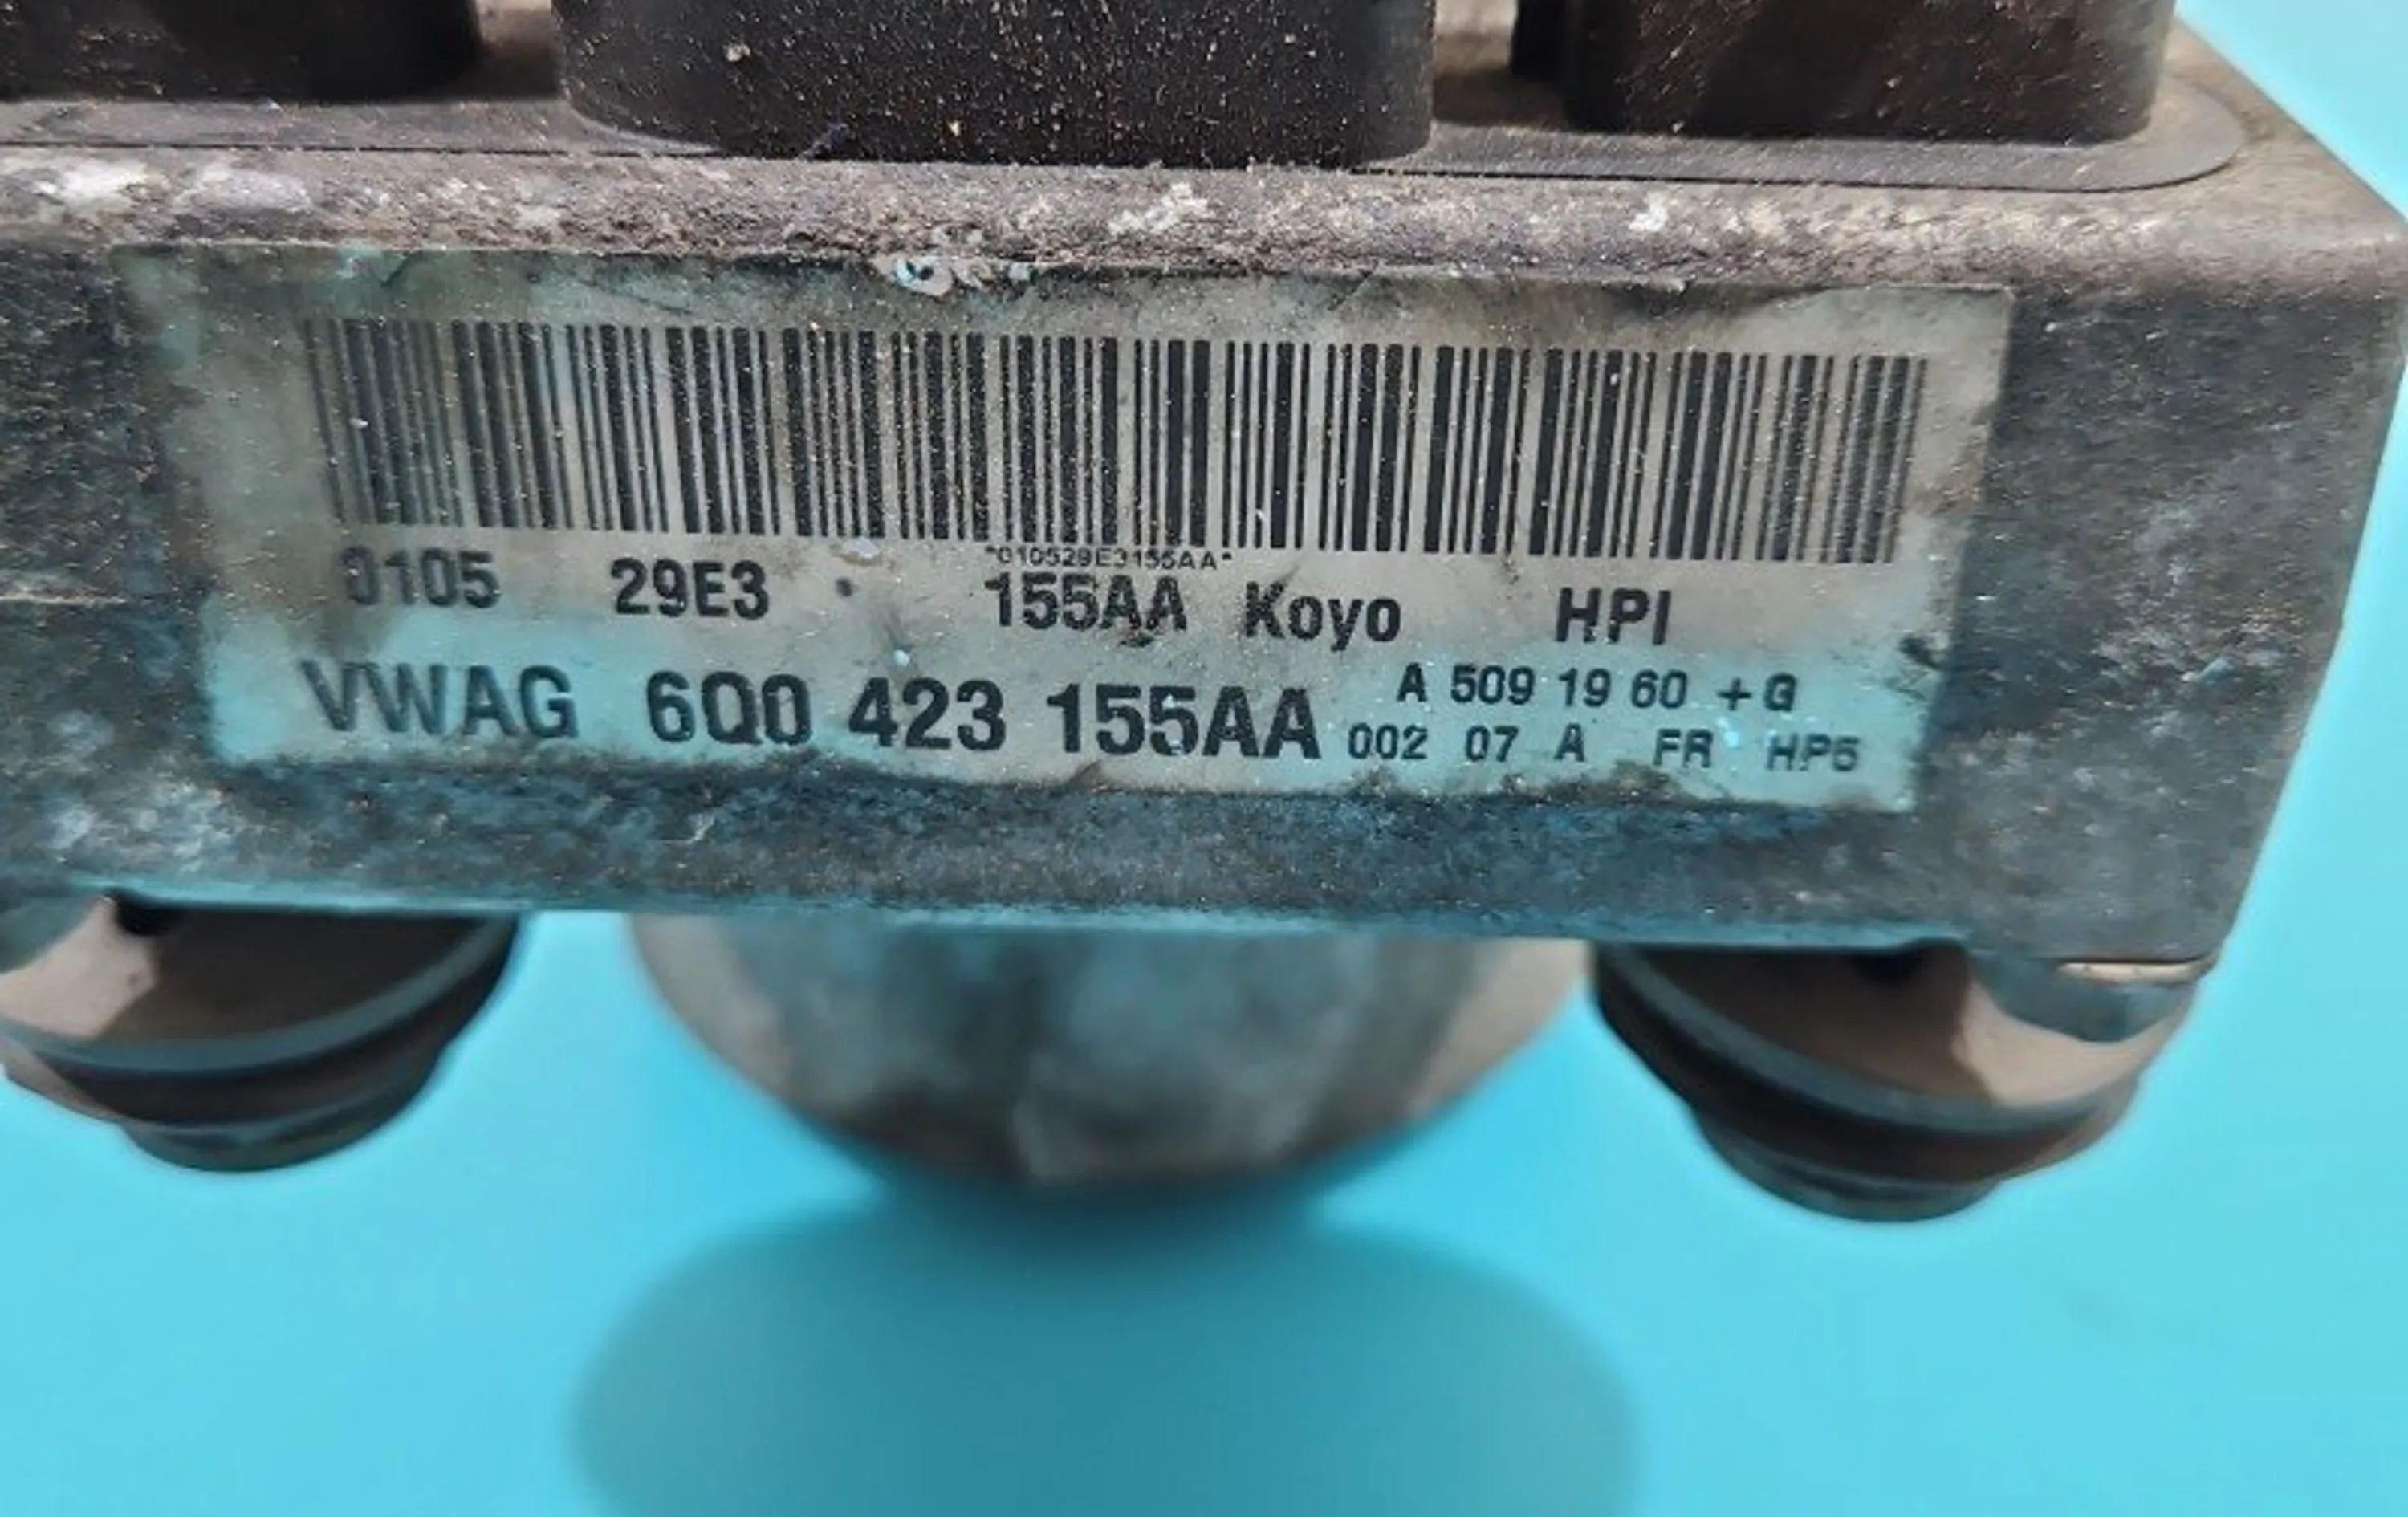 *010529E3155AA*
0105 29E3 155AA Koyo HPI
VWAG 6Q0 423 155AA A 509 19 60 + G
002 07 A FR HP5